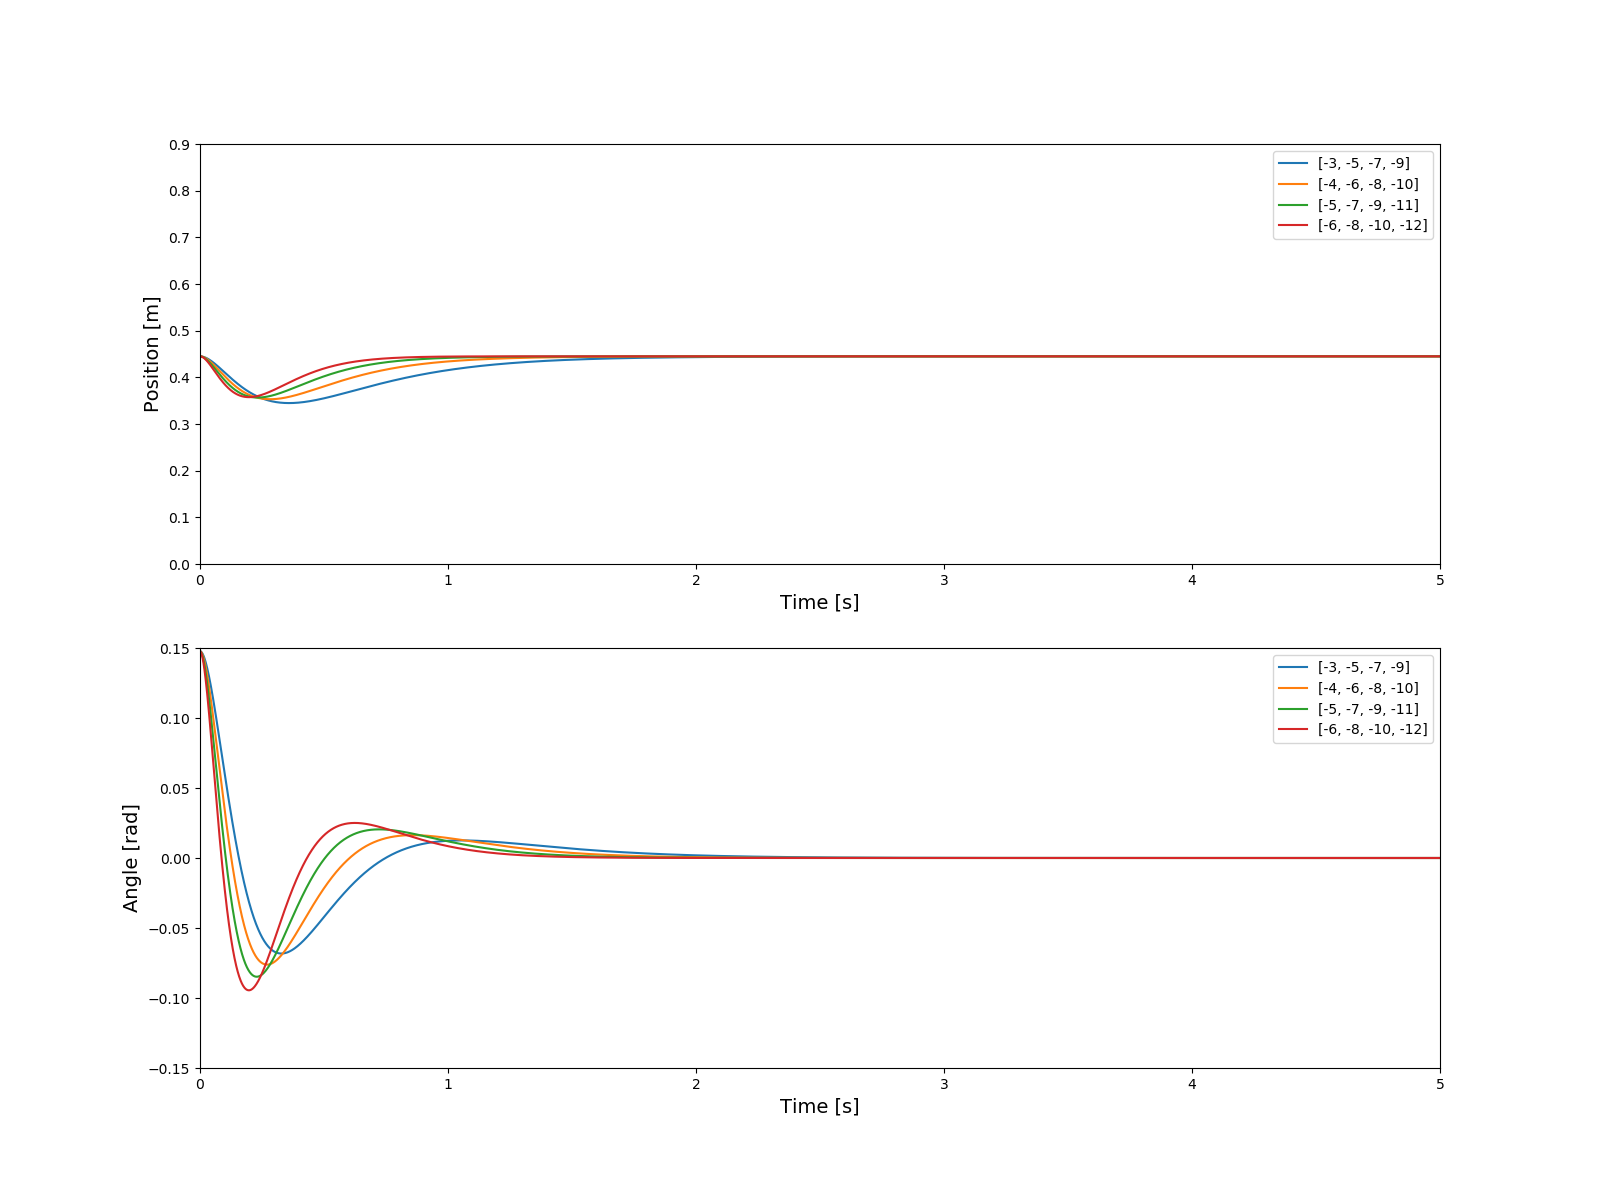 0.9
0.8
0.7
0.6
0.5
0.4
0.3
0.2
0.1
0.0
Position [m]
0 1 2 3 4 5
Time [s]
[-3, -5, -7, -9]
[-4, -6, -8, -10]
[-5, -7, -9, -11]
[-6, -8, -10, -12]
0.15
0.10
0.05
0.00
−0.05
−0.10
−0.15
Angle [rad]
0 1 2 3 4 5
Time [s]
[-3, -5, -7, -9]
[-4, -6, -8, -10]
[-5, -7, -9, -11]
[-6, -8, -10, -12]